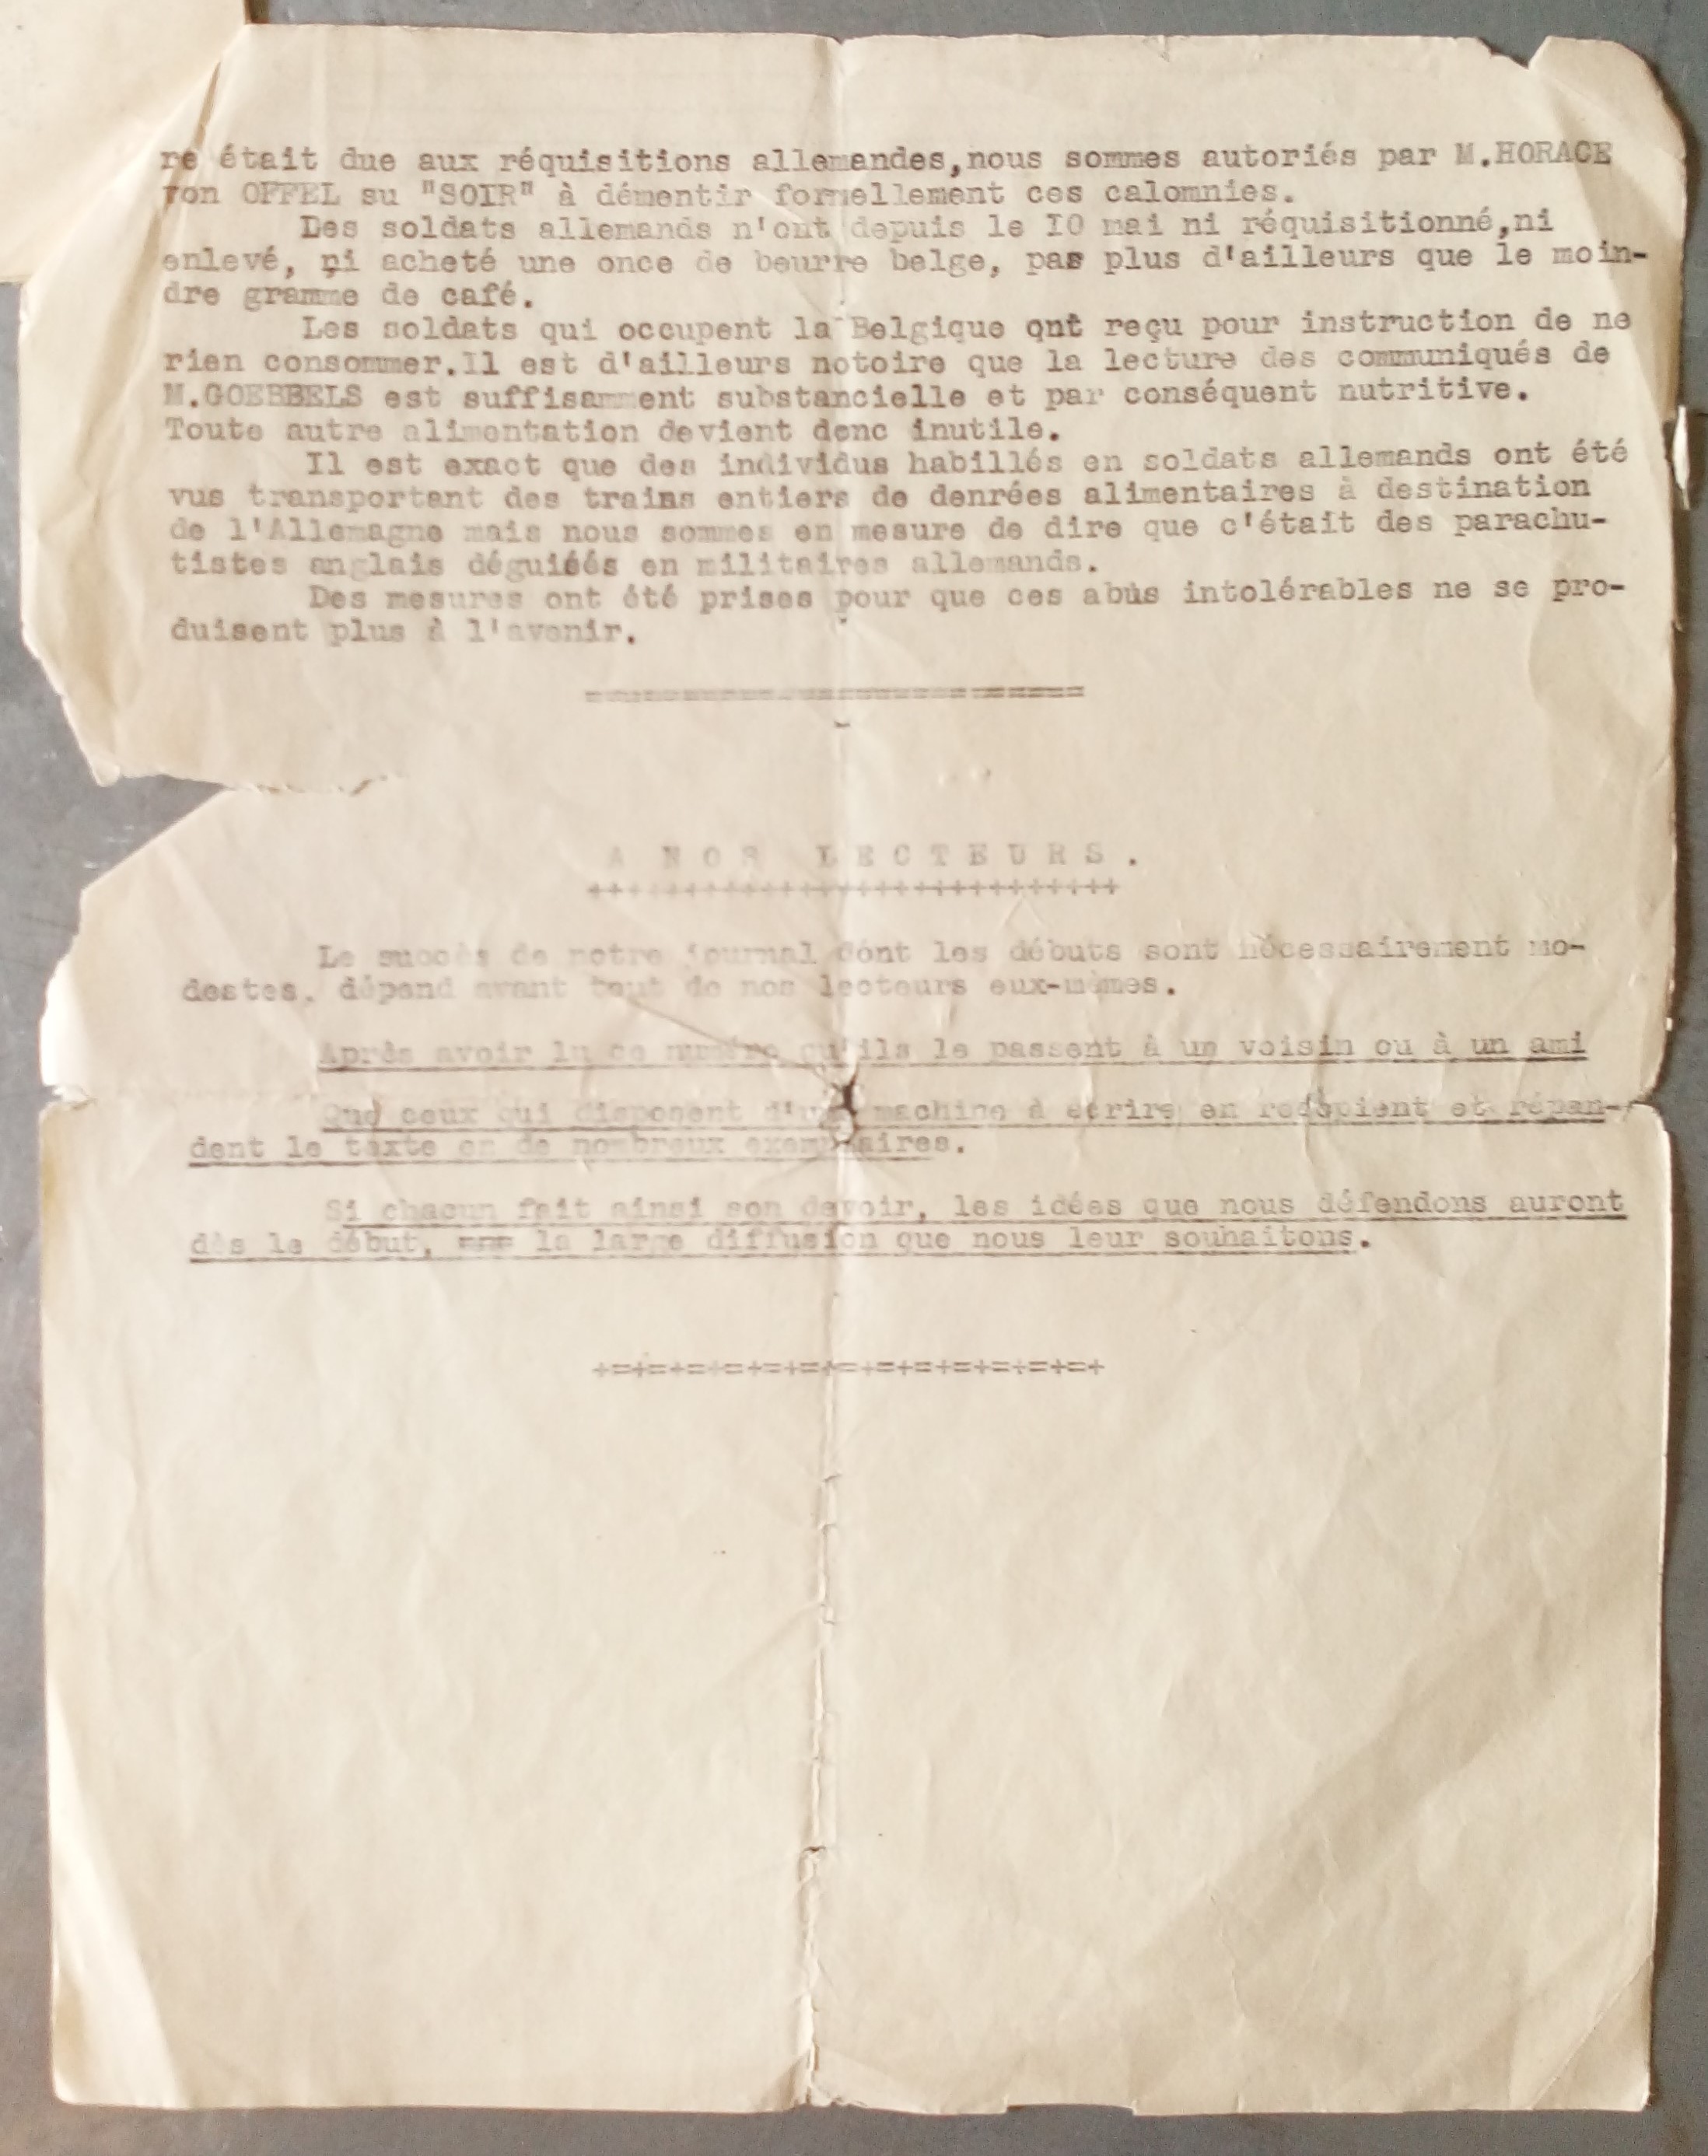 re était due aux réquisitions allemandes,nous sommes autoriés par M.HORACE
von OFFEL su "SOIR" à démentir formellement ces calomnies.
Des soldats allemands n'ont depuis le IO mai ni réquisitionné,ni
enlevé, ni acheté une once de beurre belge, pas plus d'ailleurs que le moin-
dre gramme de café.
Les soldats qui occupent la Belgique ont reçu pour instruction de ne
rien consommer.Il est d'ailleurs notoire que la lecture des communiqués de
M.GOEBBELS est suffisamment substancielle et par conséquent nutritive.
Toute autre alimentation devient donc inutile.
Il est exact que des individus habillés en soldats allemands ont été
vus transportant des trains entiers de denrées alimentaires à destination
de l'Allemagne mais nous sommes en mesure de dire que c'était des parachu-
tistes anglais déguiéés en militaires allemands.
Des mesures ont été prises pour que ces abus intolérables ne se pro-
duisent plus à l'avenir.
==========================
-
A NOS LECTEURS.
++++++++++++++++++++++++++++
Le succès de notre journal dont les débuts sont nécessairement mo-
destes, dépend avant tout de nos lecteurs eux-mêmes.
Après avoir lu ce numéro qu'ils le passent à un voisin ou à un ami
Que ceux qui disposent d'une machine à écrire en recopient et répan-
dent le texte en de nombreux exemplaires.
Si chacun fait ainsi son devoir, les idées que nous défendons auront
dès le début, la large diffusion que nous leur souhaitons.
+=+=+=+=+=+=+=+=+=+=+=+=+=+